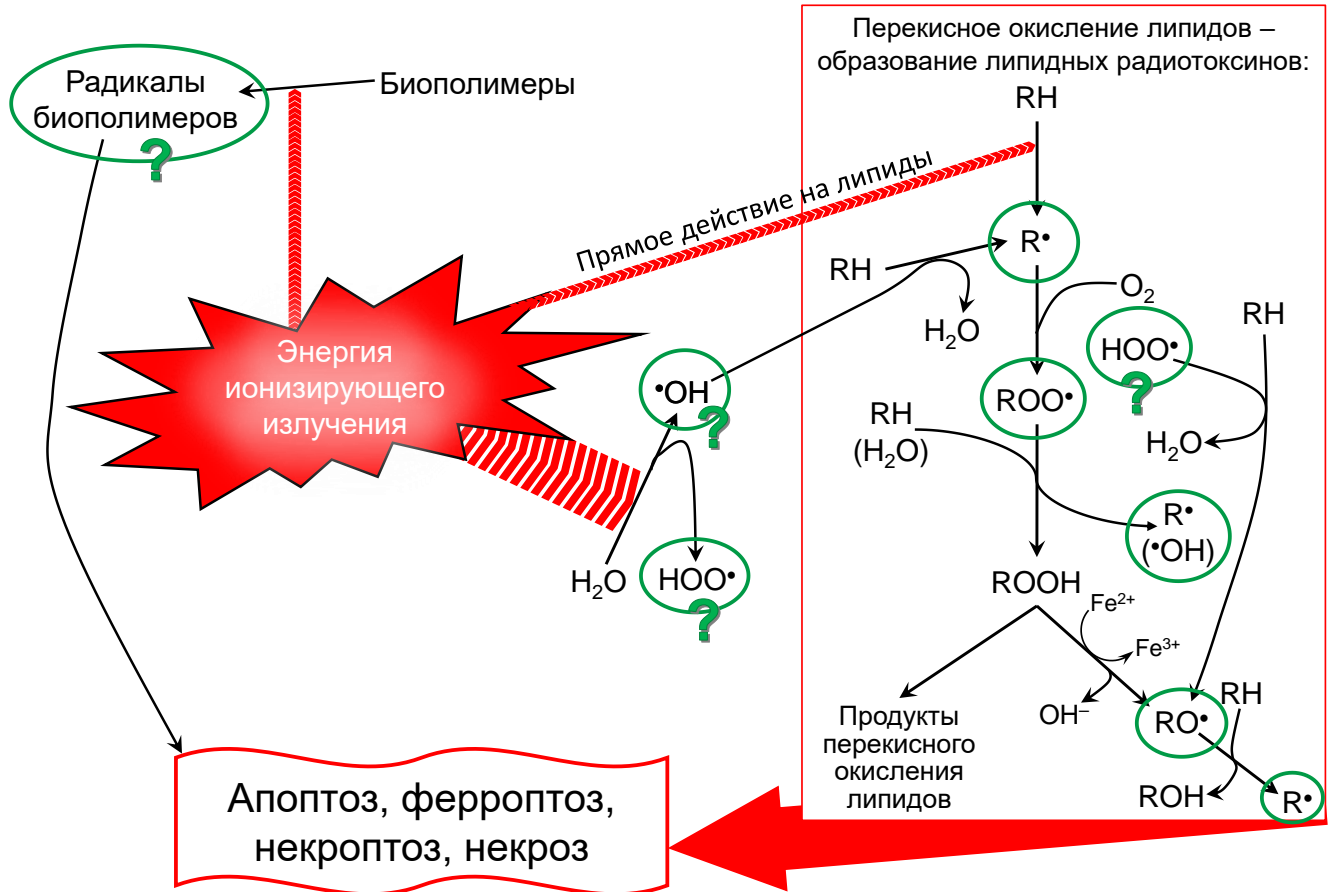 Перекисное окисление липидов –
образование липидных радиотоксинов:
Радикалы
биополимеров
?
Биополимеры
RH
Прямое действие на липиды
R•
RH
H₂O
O₂
RH
Энергия
ионизирующего
излучения
•OH
?
HOO•
?
ROO•
RH
(H₂O)
H₂O
R•
(•OH)
H₂O
HOO•
?
ROOH
Fe²⁺
Fe³⁺
OH⁻
RH
RO•
Продукты
перекисного
окисления
липидов
ROH
R•
Апоптоз, ферроптоз,
некроптоз, некроз